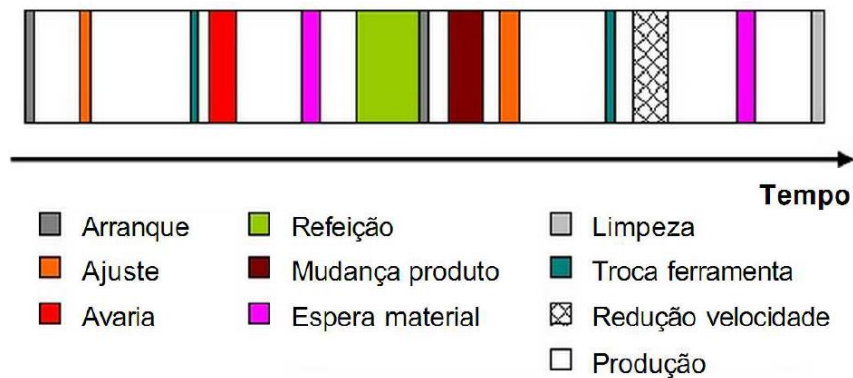 Tempo
Arranque
Refeição
Limpeza
Ajuste
Mudança produto
Troca ferramenta
Avaria
Espera material
Redução velocidade
Produção